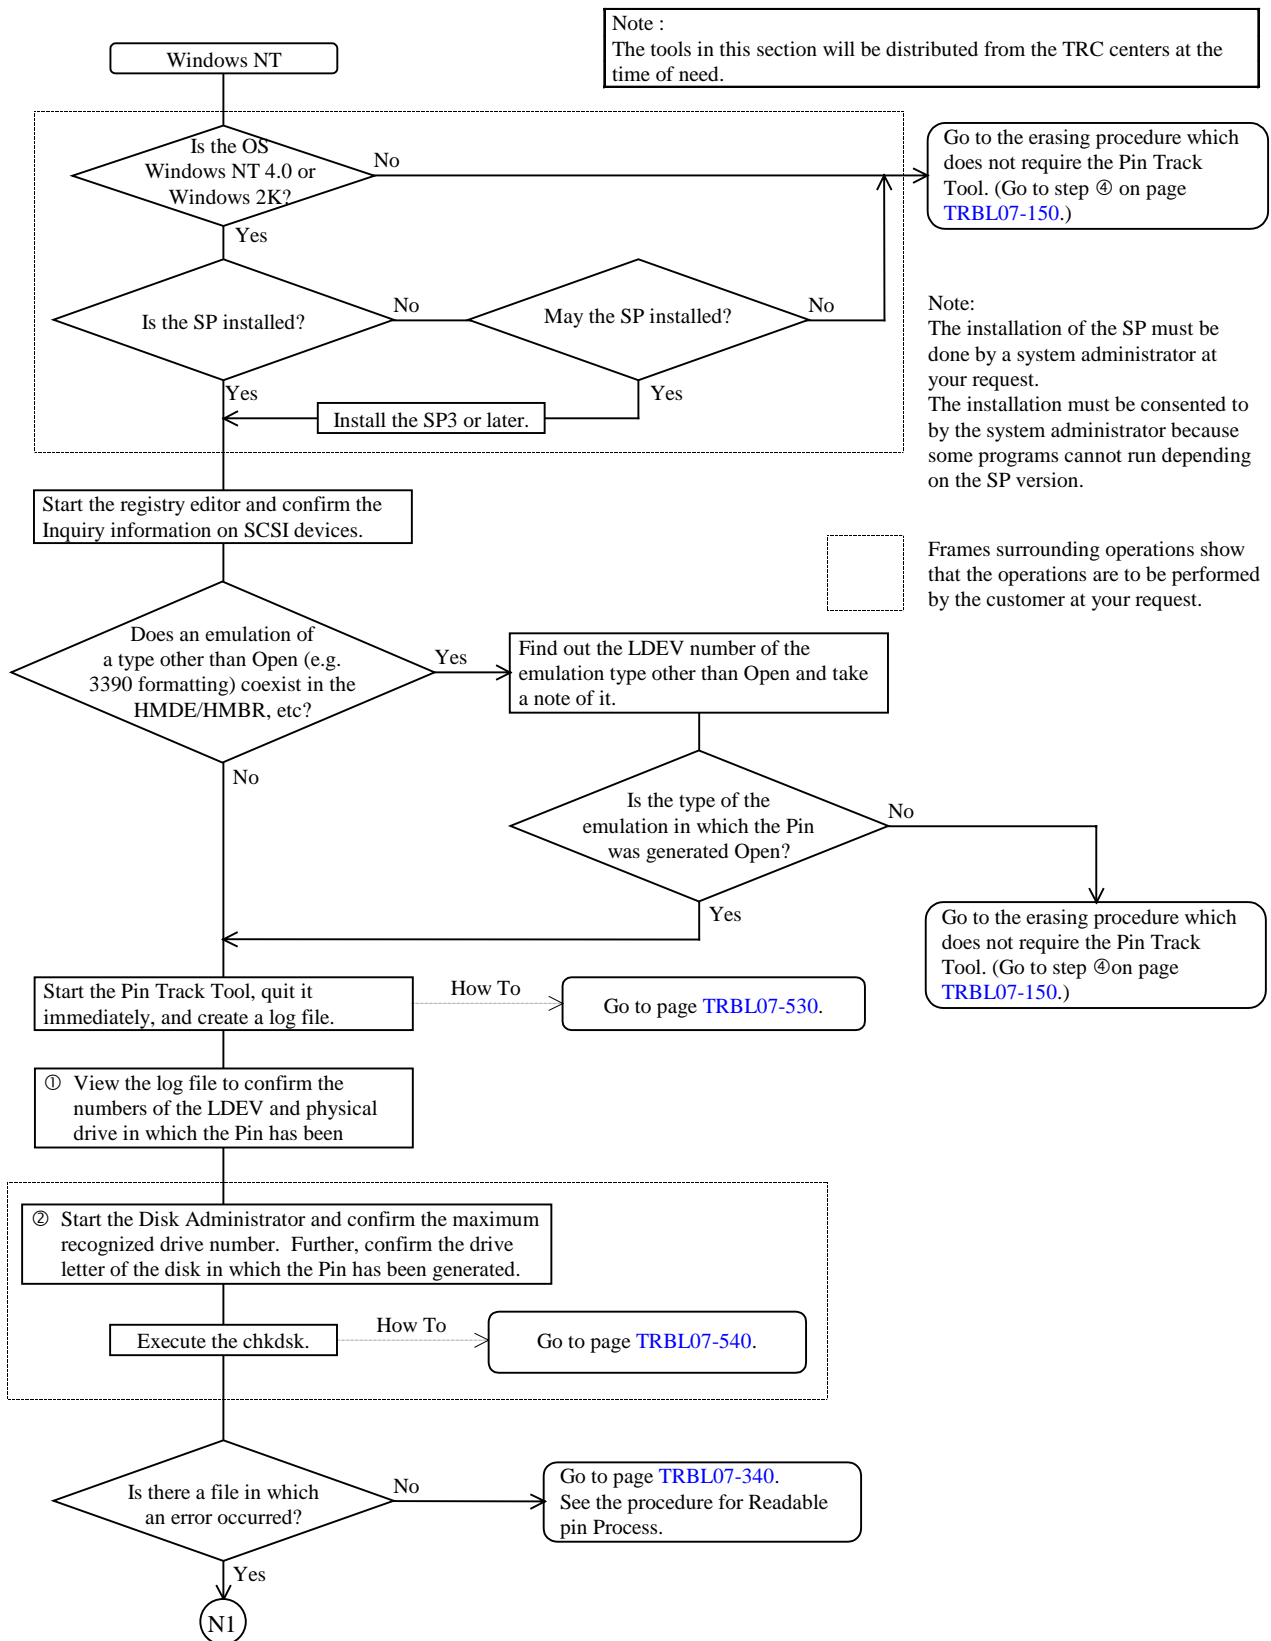 Note :
The tools in this section will be distributed from the TRC centers at the
time of need.
Windows NT
Is the OS
Windows NT 4.0 or
Windows 2K?
No
Yes
Go to the erasing procedure which
does not require the Pin Track
Tool. (Go to step ④ on page
TRBL07-150.)
Is the SP installed?
No
May the SP installed?
No
Yes
Yes
Install the SP3 or later.
Note:
The installation of the SP must be
done by a system administrator at
your request.
The installation must be consented to
by the system administrator because
some programs cannot run depending
on the SP version.
Start the registry editor and confirm the
Inquiry information on SCSI devices.
Frames surrounding operations show
that the operations are to be performed
by the customer at your request.
Does an emulation of
a type other than Open (e.g.
3390 formatting) coexist in the
HMDE/HMBR, etc?
Yes
No
Find out the LDEV number of the
emulation type other than Open and take
a note of it.
Is the type of the
emulation in which the Pin
was generated Open?
No
Yes
Go to the erasing procedure which
does not require the Pin Track
Tool. (Go to step ④on page
TRBL07-150.)
Start the Pin Track Tool, quit it
immediately, and create a log file.
How To
Go to page TRBL07-530.
① View the log file to confirm the
numbers of the LDEV and physical
drive in which the Pin has been
② Start the Disk Administrator and confirm the maximum
recognized drive number. Further, confirm the drive
letter of the disk in which the Pin has been generated.
Execute the chkdsk.
How To
Go to page TRBL07-540.
Is there a file in which
an error occurred?
No
Yes
Go to page TRBL07-340.
See the procedure for Readable
pin Process.
N1